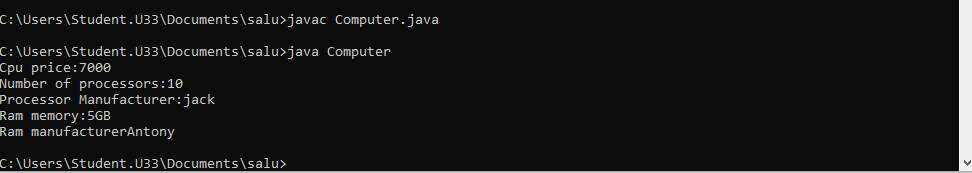 C:\Users\Student.U33\Documents\salu>javac Computer.java
C:\Users\Student.U33\Documents\salu>java Computer
Cpu price:7000
Number of processors:10
Processor Manufacturer:jack
Ram memory:5GB
Ram manufacturerAntony
C:\Users\Student.U33\Documents\salu>